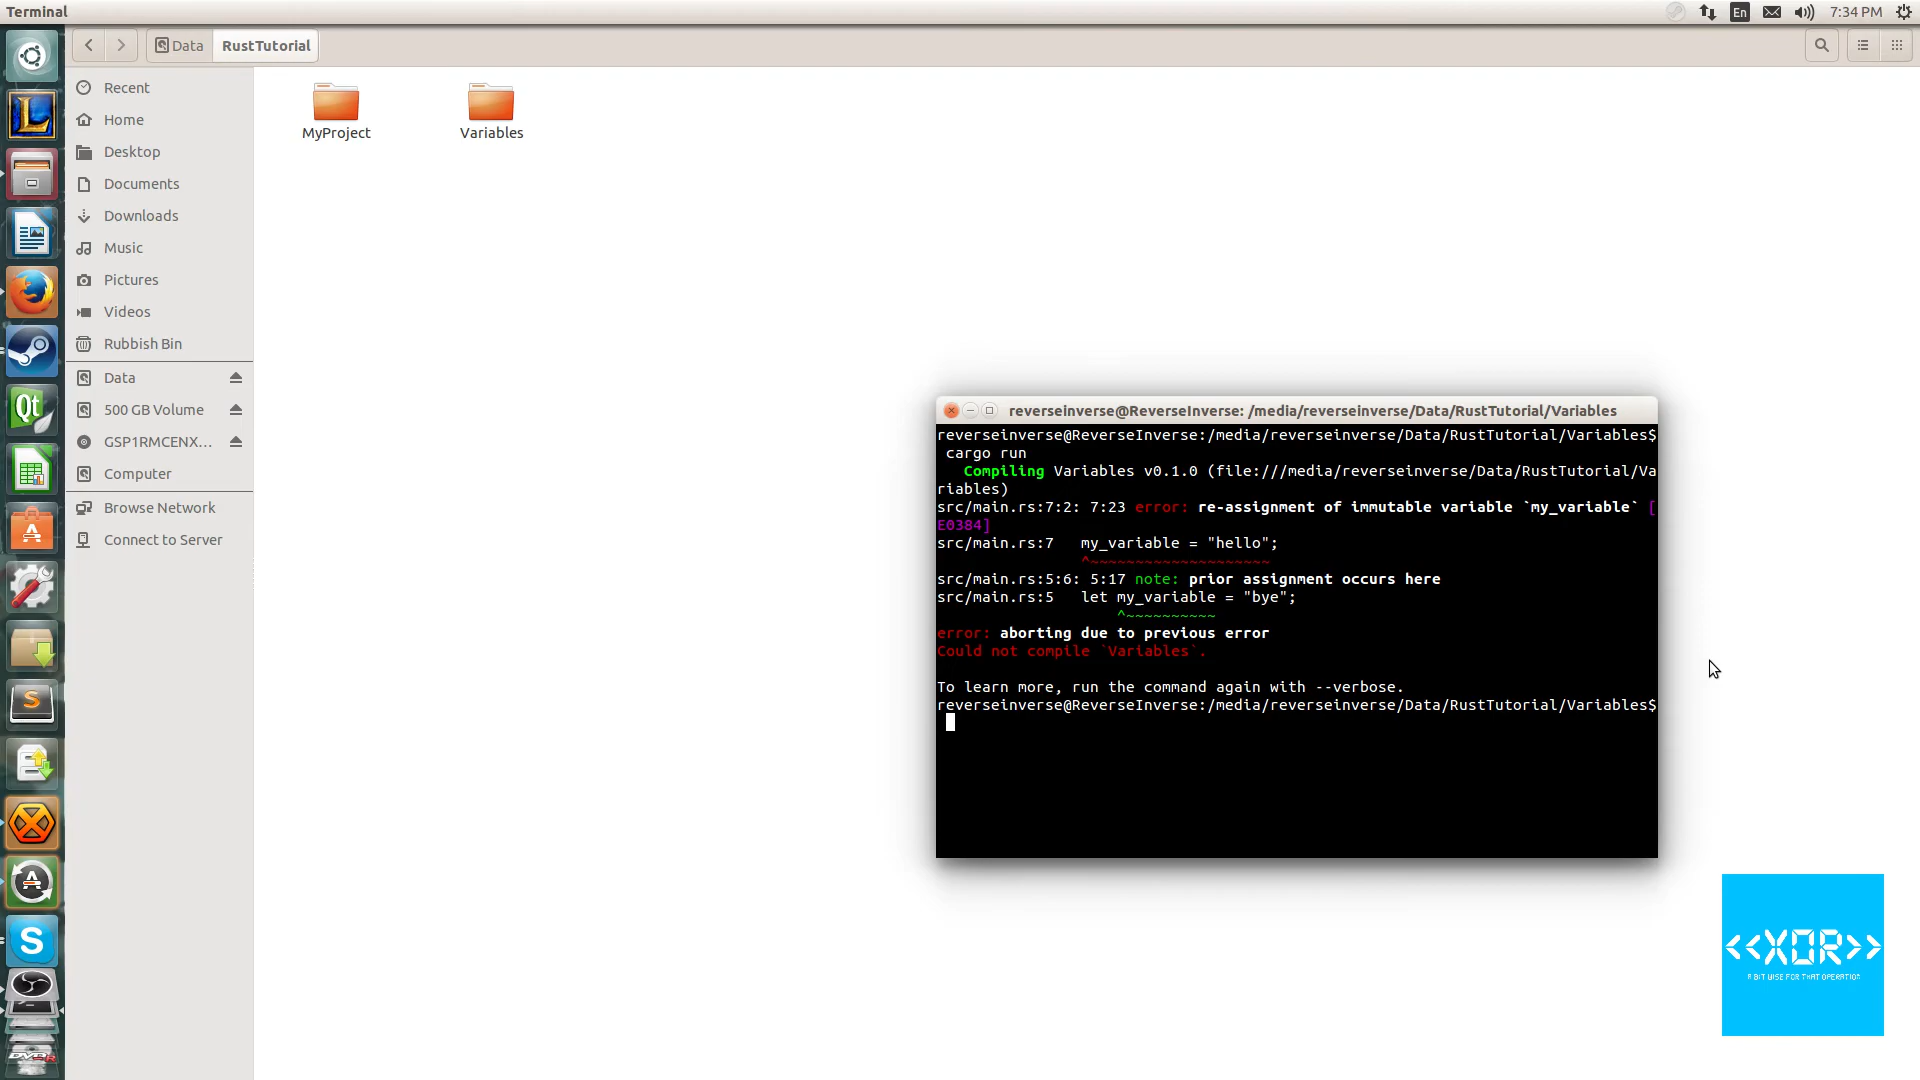 Terminal
En
7:34 PM
Data
RustTutorial
Recent
Home
Desktop
Documents
Downloads
Music
Pictures
Videos
Rubbish Bin
Data
500 GB Volume
GSP1RMCENX...
Computer
Browse Network
Connect to Server
MyProject
Variables
reverseinverse@ReverseInverse: /media/reverseinverse/Data/RustTutorial/Variables
reverseinverse@ReverseInverse:/media/reverseinverse/Data/RustTutorial/Variables$
cargo run
Compiling Variables v0.1.0 (file:///media/reverseinverse/Data/RustTutorial/Va
riables)
src/main.rs:7:2: 7:23 error: re-assignment of immutable variable `my_variable` [
E0384]
src/main.rs:7   my_variable = "hello";
^~~~~~~~~~~~~~~~~~~~~
src/main.rs:5:6: 5:17 note: prior assignment occurs here
src/main.rs:5   let my_variable = "bye";
^~~~~~~~~~~
error: aborting due to previous error
Could not compile `Variables`.
To learn more, run the command again with --verbose.
reverseinverse@ReverseInverse:/media/reverseinverse/Data/RustTutorial/Variables$
<<XOR>>
A BIT WISE FOR THAT OPERATION